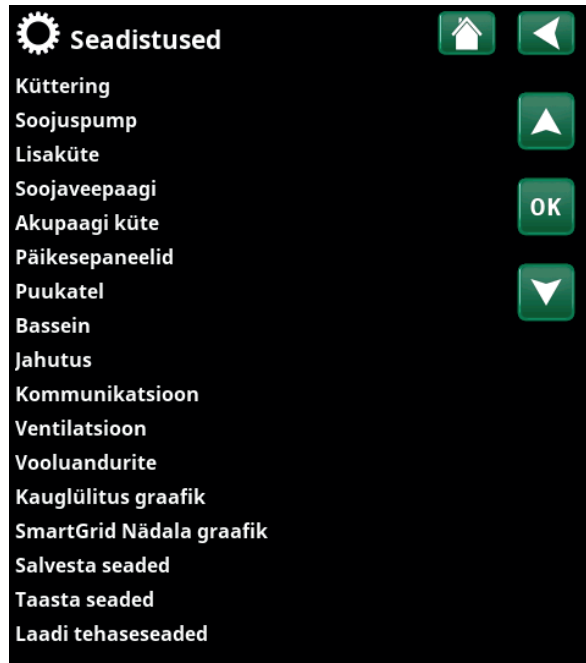 Seadistused
Küttering
Soojuspump
Lisaküte
Soojaveepaagi
Akupaagi küte
OK
Päikesepaneelid
Puukatel
Bassein
Jahutus
Kommunikatsioon
Ventilatsioon
Vooluandurite
Kauglülitus graafik
SmartGrid Nädala graafik
Salvesta seaded
Taasta seaded
Laadi tehaseseaded